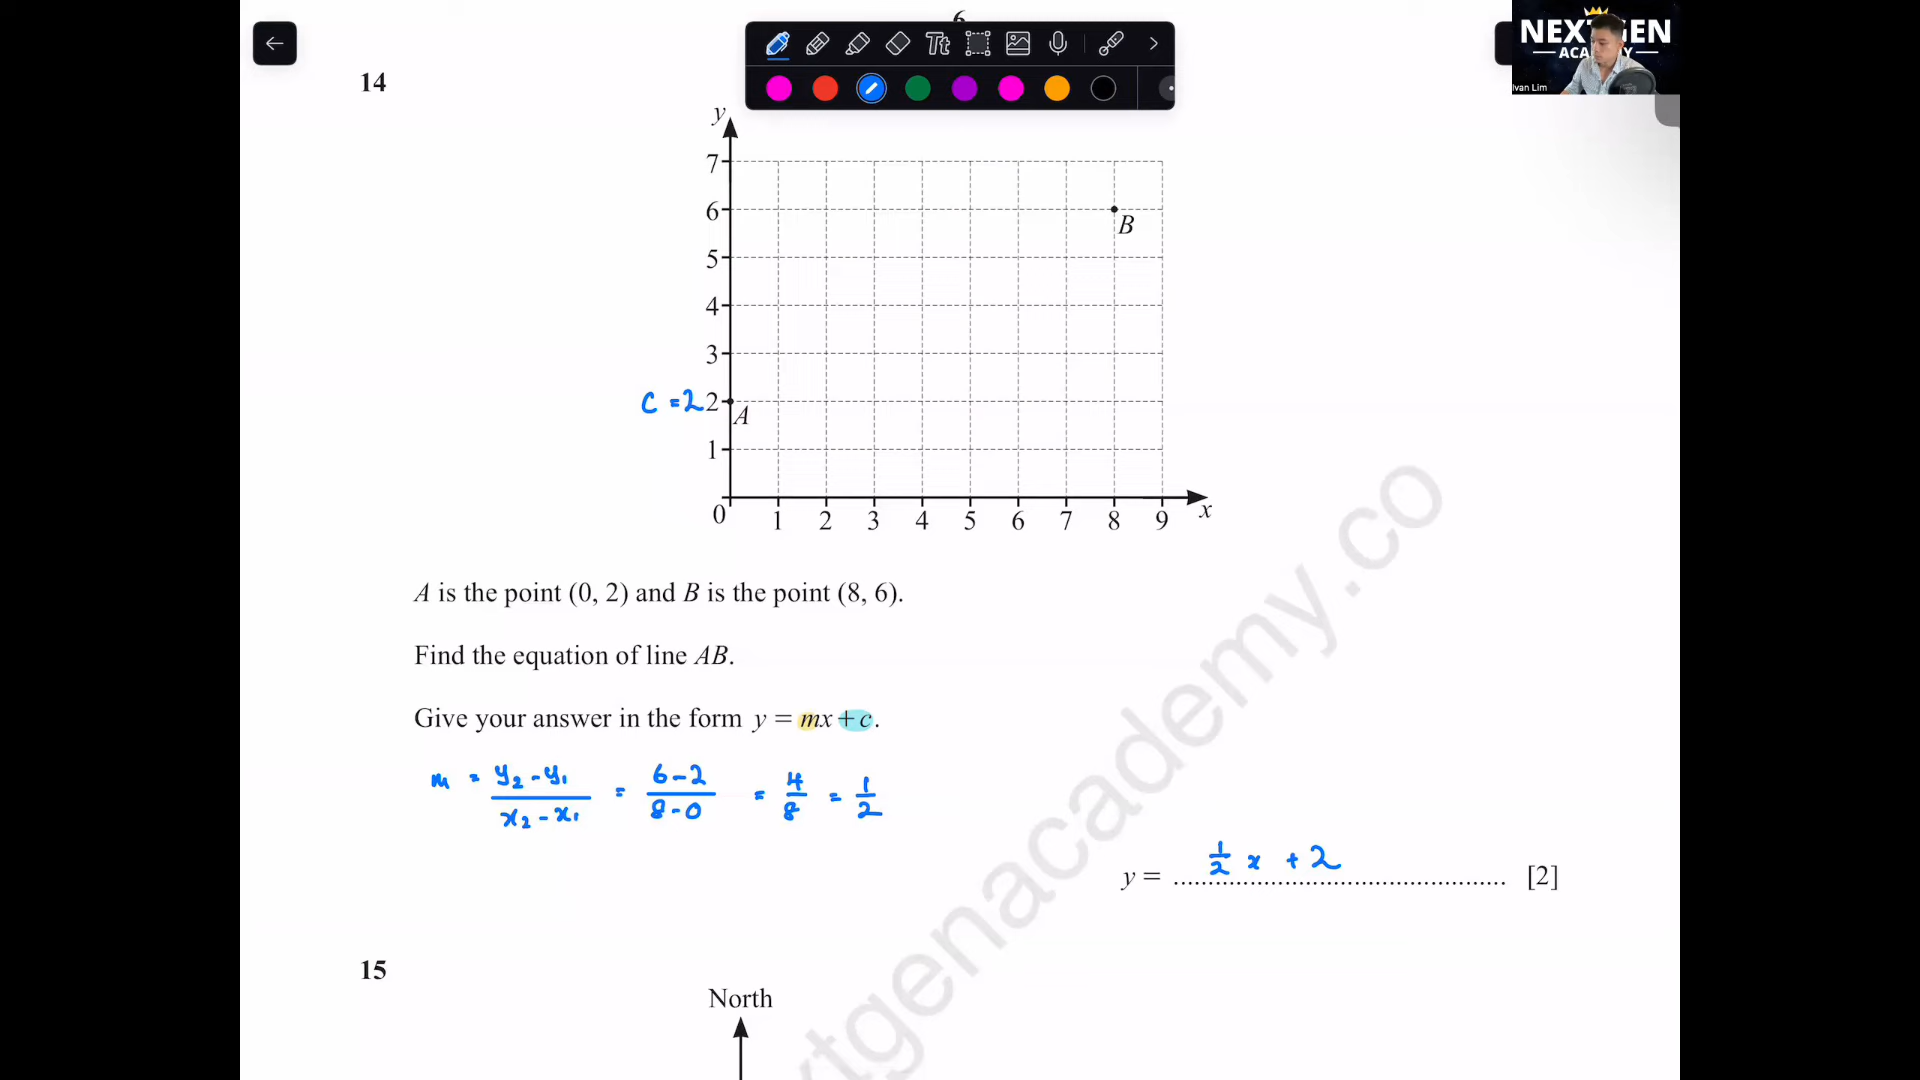 6
Tt
NEXTGEN
ACADEMY
Ivan Lim
14
y
7
6
B
5
4
3
c = 2 2
A
1
0 1 2 3 4 5 6 7 8 9 x
A is the point (0, 2) and B is the point (8, 6).
Find the equation of line AB.
Give your answer in the form y = mx + c.
m = y₂ - y₁ / x₂ - x₁ = 6 - 2 / 8 - 0 = 4/8 = 1/2
y = 1/2 x + 2 [2]
15
North
xtgenacademy.co